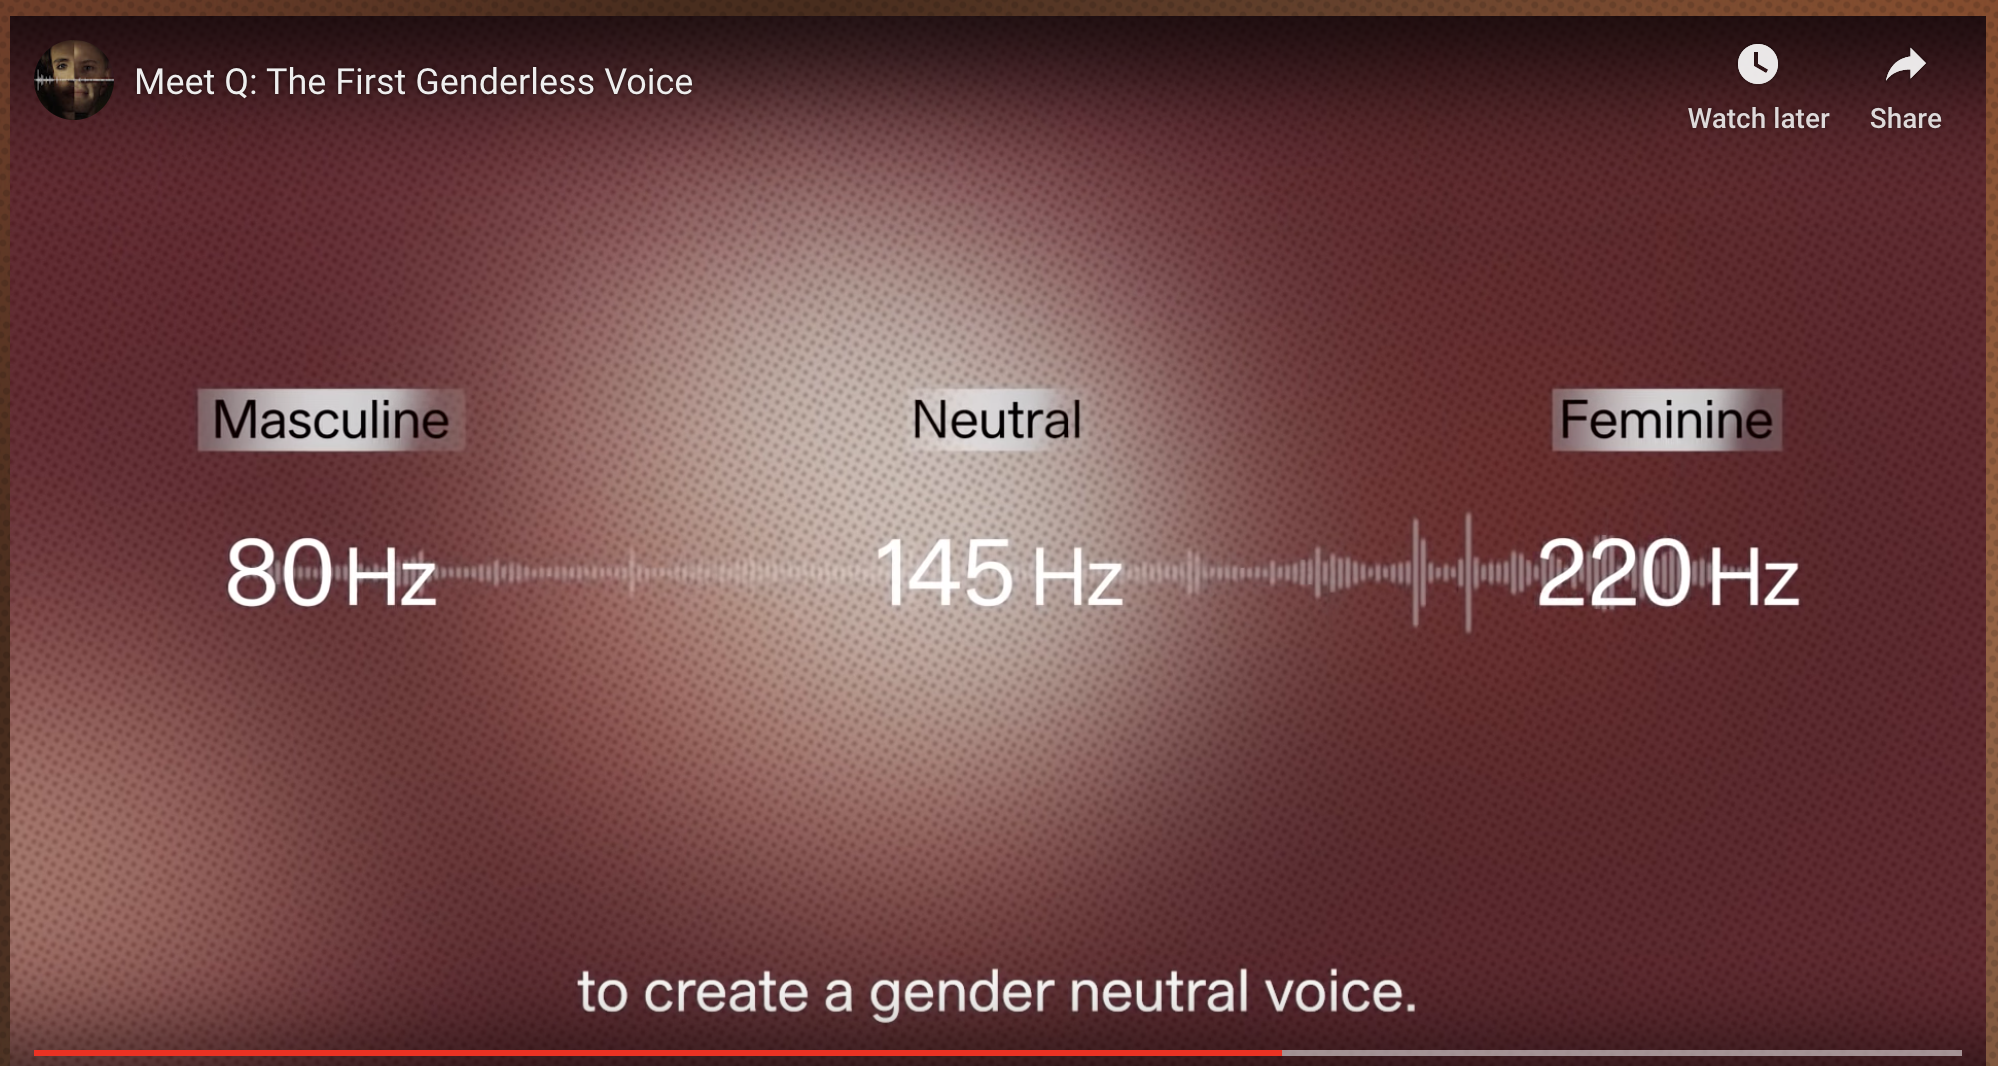 Meet Q: The First Genderless Voice
Watch later
Share
Masculine
Neutral
Feminine
80 Hz
145 Hz
220 Hz
to create a gender neutral voice.